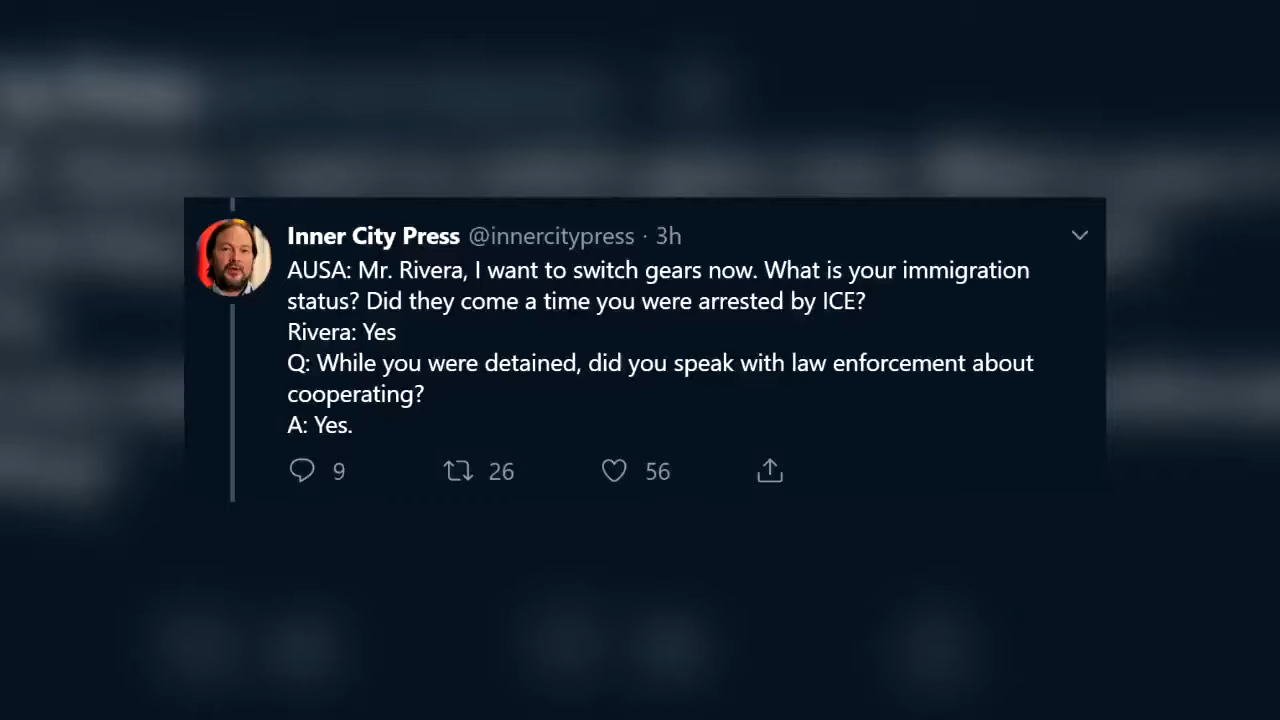 Inner City Press @innercitypress · 3h
AUSA: Mr. Rivera, I want to switch gears now. What is your immigration
status? Did they come a time you were arrested by ICE?
Rivera: Yes
Q: While you were detained, did you speak with law enforcement about
cooperating?
A: Yes.
9 26 56